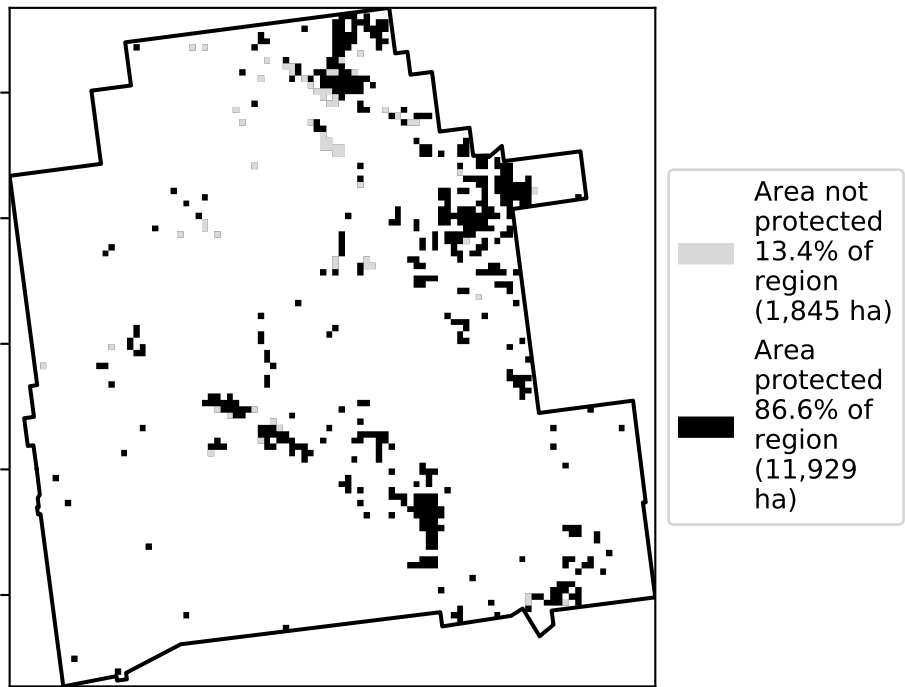 Area not
protected
13.4% of
region
(1,845 ha)
Area
protected
86.6% of
region
(11,929
ha)